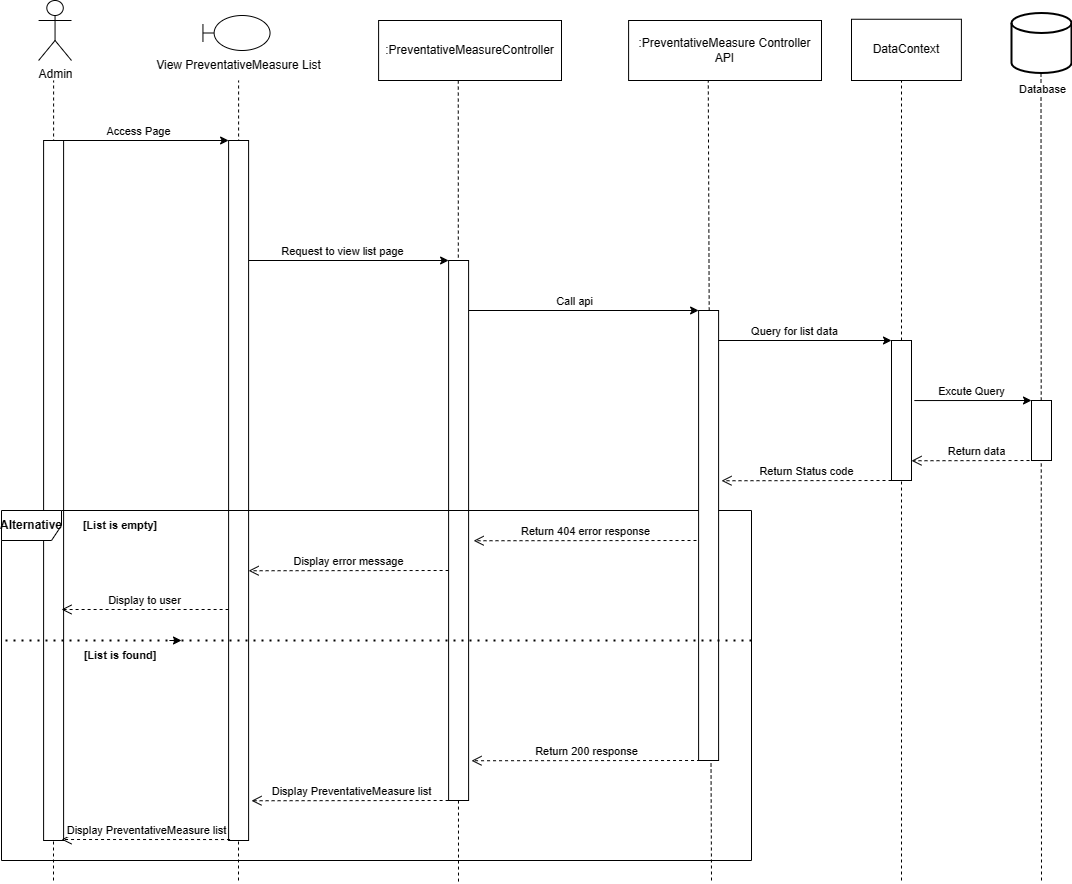 Admin
View PreventativeMeasure List
:PreventativeMeasureController
:PreventativeMeasure Controller
API
DataContext
Database
Access Page
Request to view list page
Call api
Query for list data
Excute Query
Return data
Return Status code
Alternative
[List is empty]
Return 404 error response
Display error message
Display to user
[List is found]
Return 200 response
Display PreventativeMeasure list
Display PreventativeMeasure list